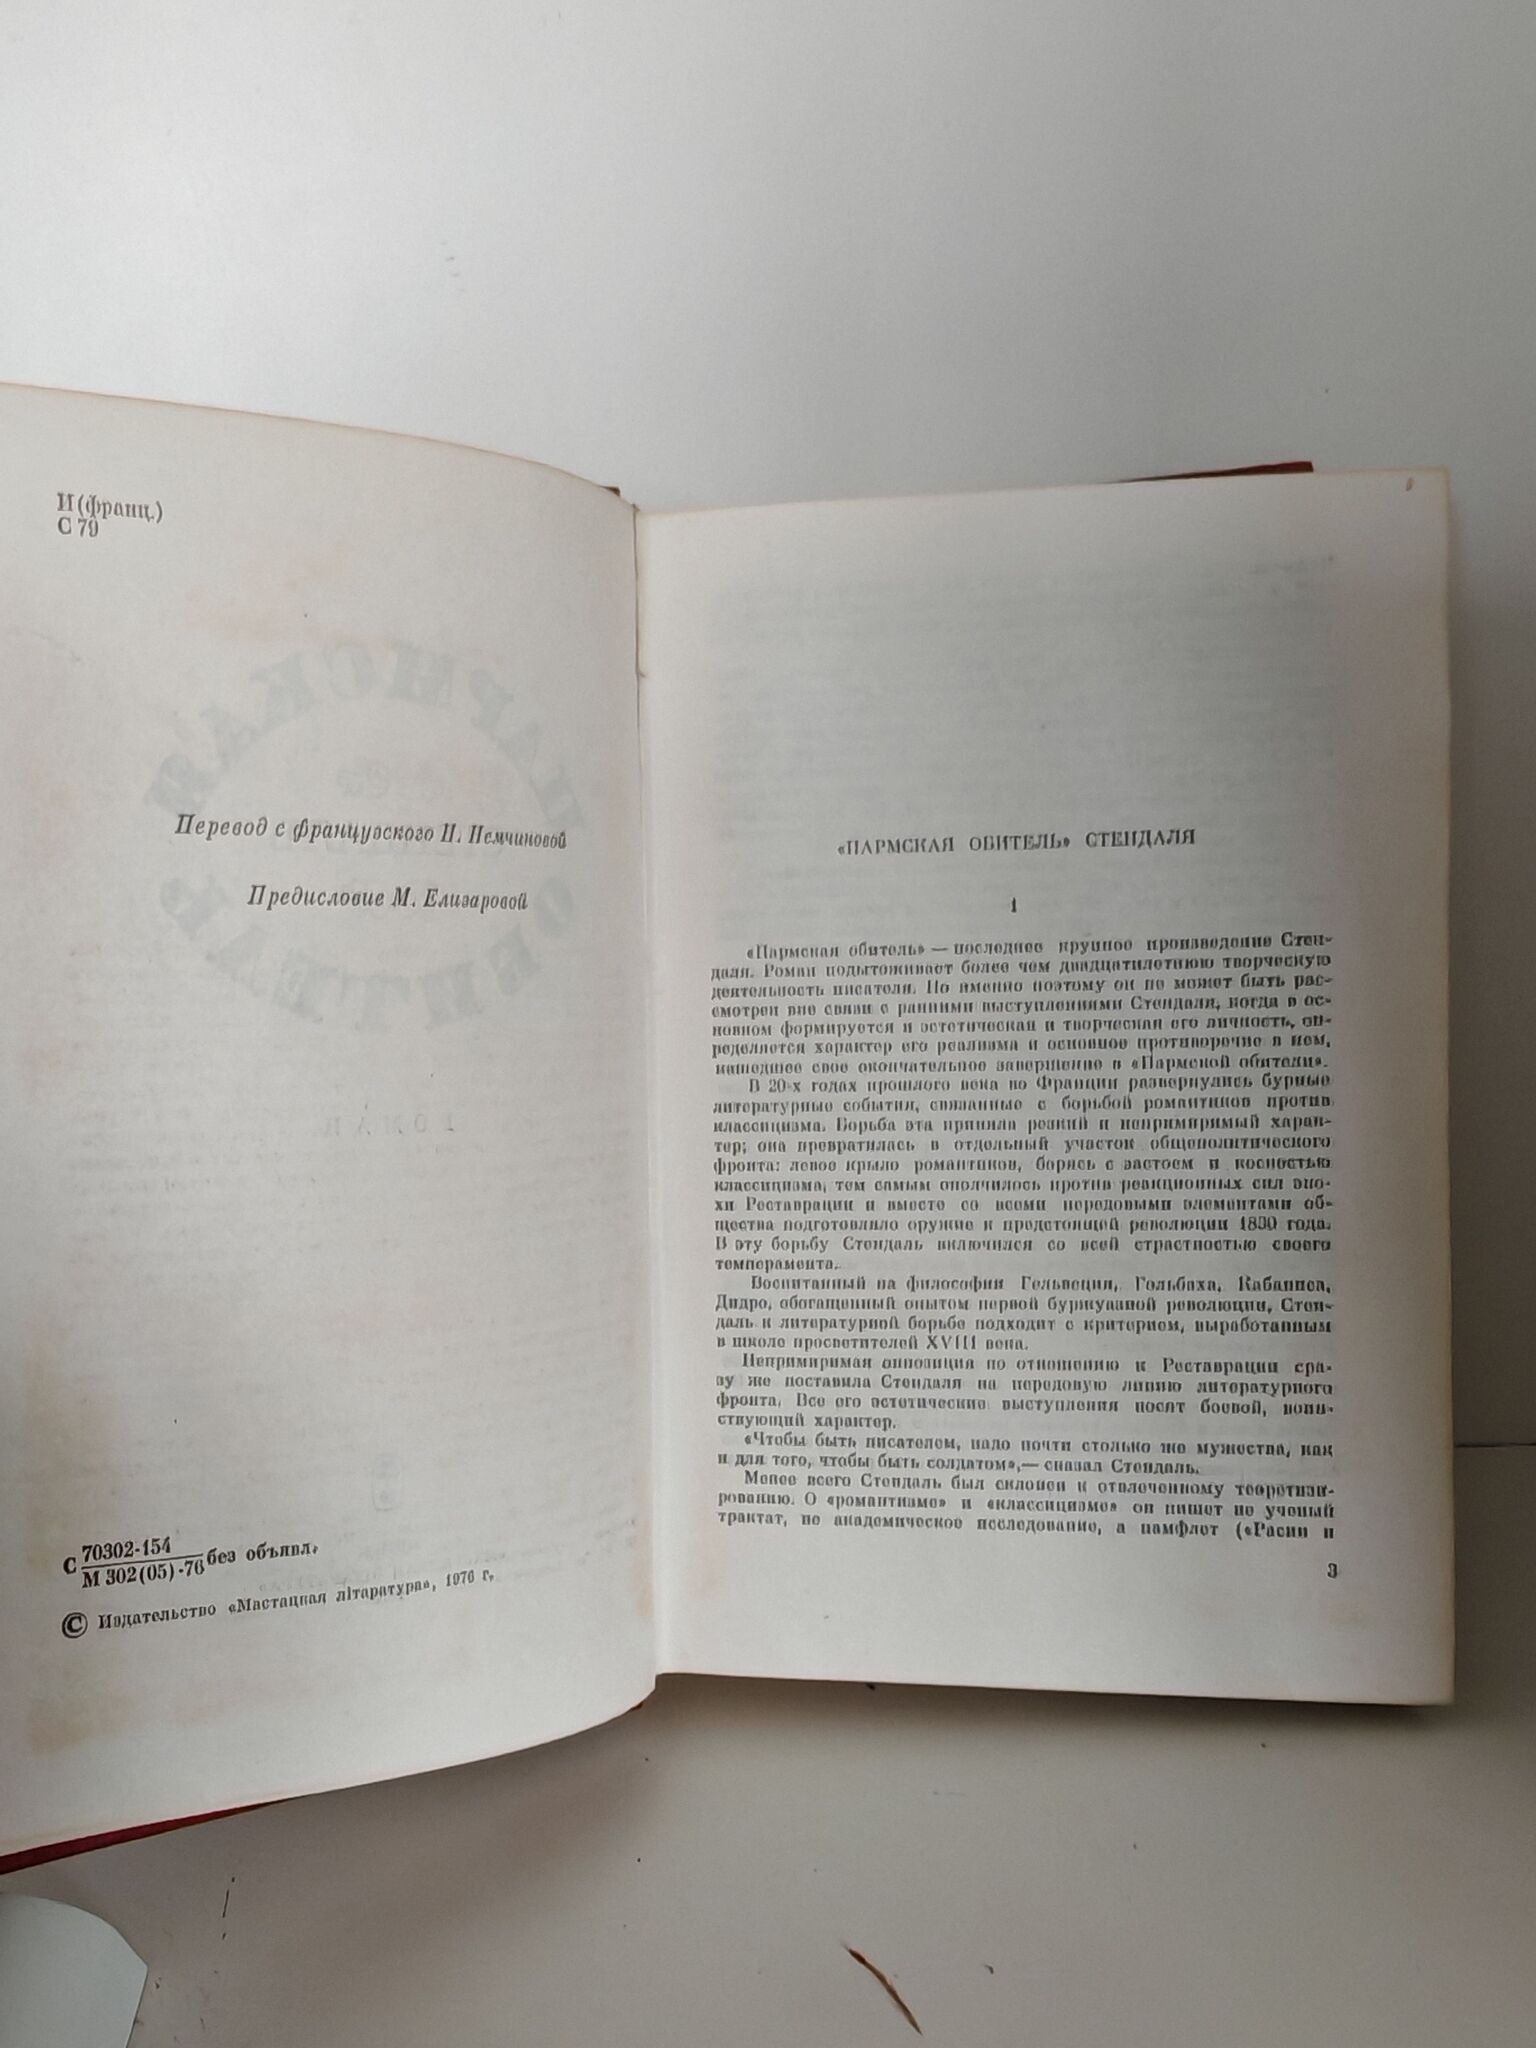 И(франц.)
С 79
Перевод с французского Н. Немчиновой
Предисловие М. Елизаровой
С 70302-154
М 302(05)-76 без объявл.
© Издательство «Мастацкая літаратура», 1976 г.
«ПАРМСКАЯ ОБИТЕЛЬ» СТЕНДАЛЯ
1
«Пармская обитель» — последнее крупное произведение Стен-
даля. Роман подытоживает более чем двадцатилетнюю творческую
деятельность писателя. Но именно поэтому он не может быть рас-
смотрен вне связи с ранними выступлениями Стендаля, когда в ос-
новном формируется и эстетическая и творческая его личность, оп-
ределяется характер его реализма и основное противоречие в нем,
нашедшее свое окончательное завершение в «Пармской обители».
В 20-х годах прошлого века во Франции развернулись бурные
литературные события, связанные с борьбой романтиков против
классицизма. Борьба эта приняла резкий и непримиримый харак-
тер; она превратилась в отдельный участок общеполитического
фронта: левое крыло романтиков, борясь с застоем и косностью
классицизма, тем самым ополчилось против реакционных сил эпо-
хи Реставрации и вместе со всеми передовыми элементами об-
щества подготовляло оружие к предстоящей революции 1830 года.
В эту борьбу Стендаль включился со всей страстностью своего
темперамента.
Воспитанный на философии Гельвеция, Гольбаха, Кабаниса,
Дидро, обогащенный опытом первой буржуазной революции, Стен-
даль к литературной борьбе подходит с критерием, выработанным
в школе просветителей XVIII века.
Непримиримая оппозиция по отношению к Реставрации сра-
зу же поставила Стендаля на передовую линию литературного
фронта. Все его эстетические выступления носят боевой, воин-
ствующий характер.
«Чтобы быть писателем, надо почти столько же мужества, как
и для того, чтобы быть солдатом»,— сказал Стендаль.
Менее всего Стендаль был склонен к отвлеченному теоретизи-
рованию. О «романтизме» и «классицизме» он пишет не ученый
трактат, не академическое исследование, а памфлет («Расин и
3